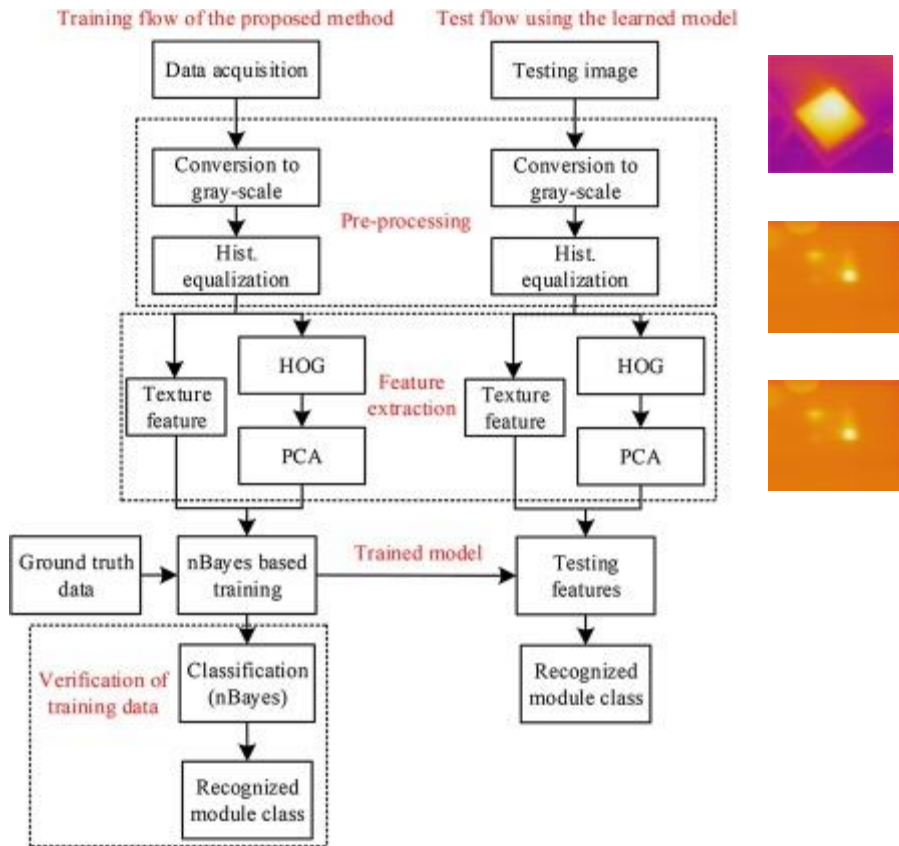 Training flow of the proposed method
Test flow using the learned model
Data acquisition
Testing image
Conversion to
gray-scale
Conversion to
gray-scale
Pre-processing
Hist.
equalization
Hist.
equalization
HOG
HOG
Texture
feature
Feature
extraction
Texture
feature
PCA
PCA
Ground truth
data
nBayes based
training
Trained model
Testing
features
Verification of
training data
Classification
(nBayes)
Recognized
module class
Recognized
module class